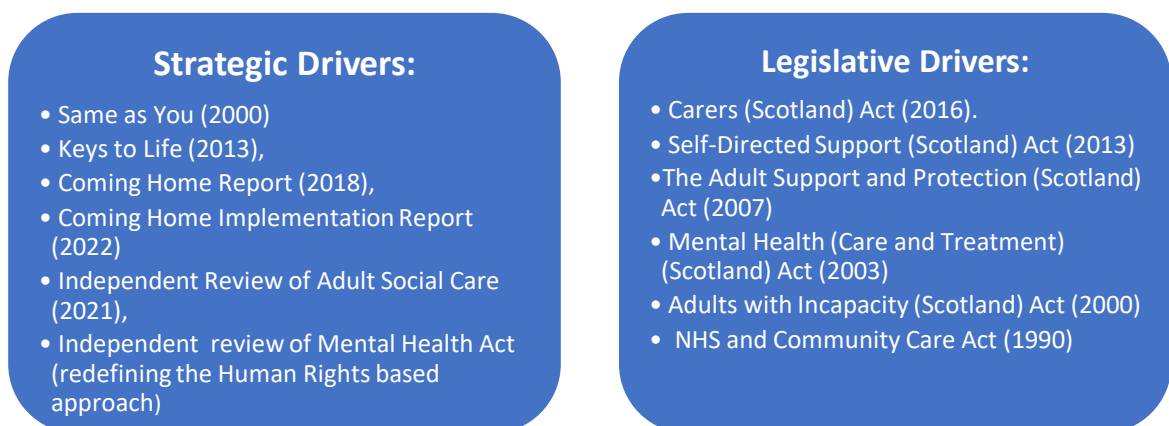 Strategic Drivers:
• Same as You (2000)
• Keys to Life (2013),
• Coming Home Report (2018),
• Coming Home Implementation Report
(2022)
• Independent Review of Adult Social Care
(2021),
• Independent review of Mental Health Act
(redefining the Human Rights based
approach)
Legislative Drivers:
• Carers (Scotland) Act (2016).
• Self-Directed Support (Scotland) Act (2013)
•The Adult Support and Protection (Scotland)
Act (2007)
• Mental Health (Care and Treatment)
(Scotland) Act (2003)
• Adults with Incapacity (Scotland) Act (2000)
• NHS and Community Care Act (1990)